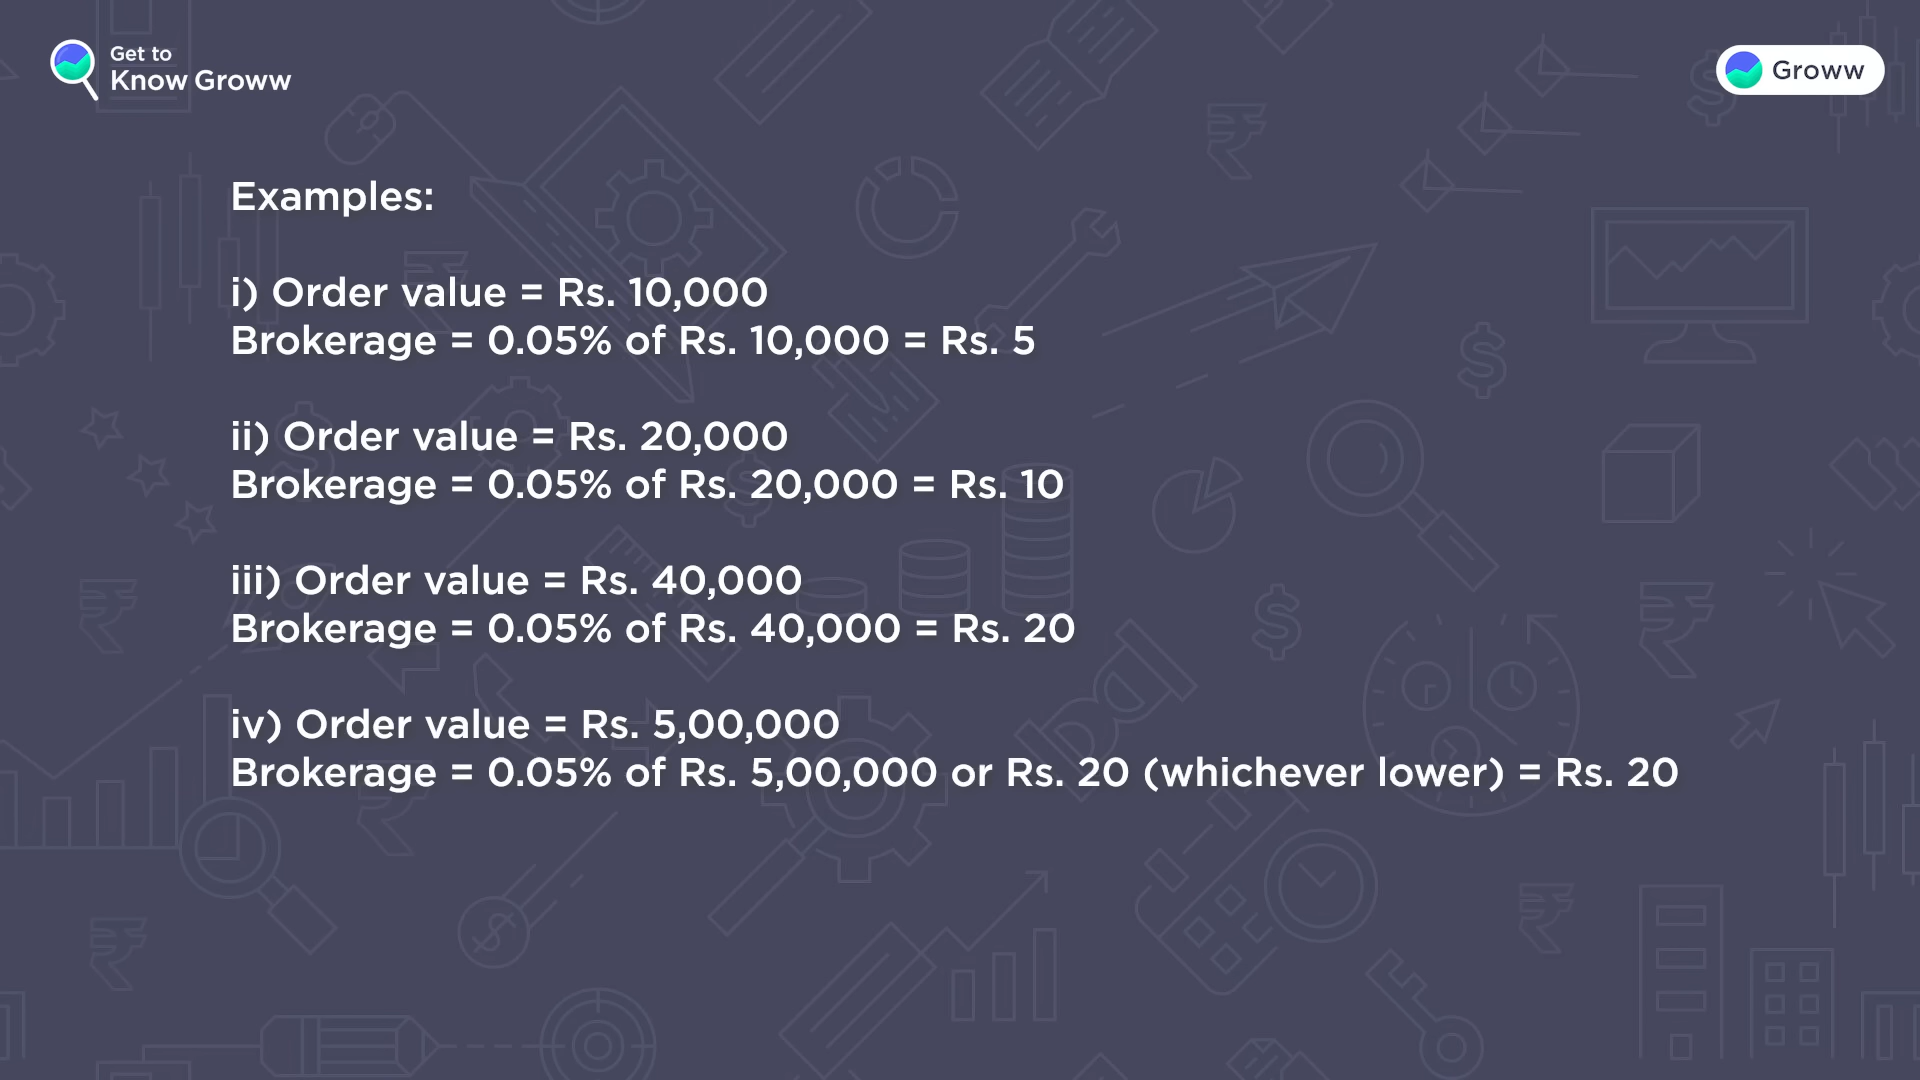 Get to
Know Groww
Groww
Examples:
i) Order value = Rs. 10,000
Brokerage = 0.05% of Rs. 10,000 = Rs. 5
ii) Order value = Rs. 20,000
Brokerage = 0.05% of Rs. 20,000 = Rs. 10
iii) Order value = Rs. 40,000
Brokerage = 0.05% of Rs. 40,000 = Rs. 20
iv) Order value = Rs. 5,00,000
Brokerage = 0.05% of Rs. 5,00,000 or Rs. 20 (whichever lower) = Rs. 20